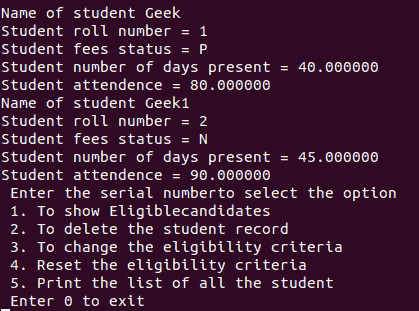 Name of student Geek
Student roll number = 1
Student fees status = P
Student number of days present = 40.000000
Student attendence = 80.000000
Name of student Geek1
Student roll number = 2
Student fees status = N
Student number of days present = 45.000000
Student attendence = 90.000000
Enter the serial numberto select the option
1. To show Eligiblecandidates
2. To delete the student record
3. To change the eligibility criteria
4. Reset the eligibility criteria
5. Print the list of all the student
Enter 0 to exit